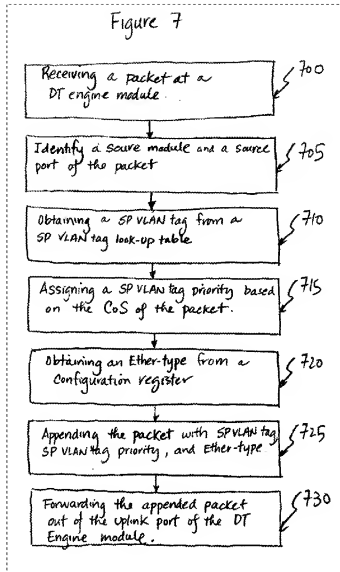 Figure 7
Receiving a packet at a
DT engine module.
700
Identify a soure module and a source
port of the packet
705
Obtaining a SP VLAN tag from a
SP VLAN tag look-up table
710
Assigning a SP VLAN tag priority based
on the CoS of the packet.
715
Obtaining an Ether-type from a
Configuration register
720
Appending the packet with SPVLAN tag,
SP VLAN tag priority, and Ether-type
725
Forwarding the appended packet
out of the uplink port of the DT
Engine module.
730